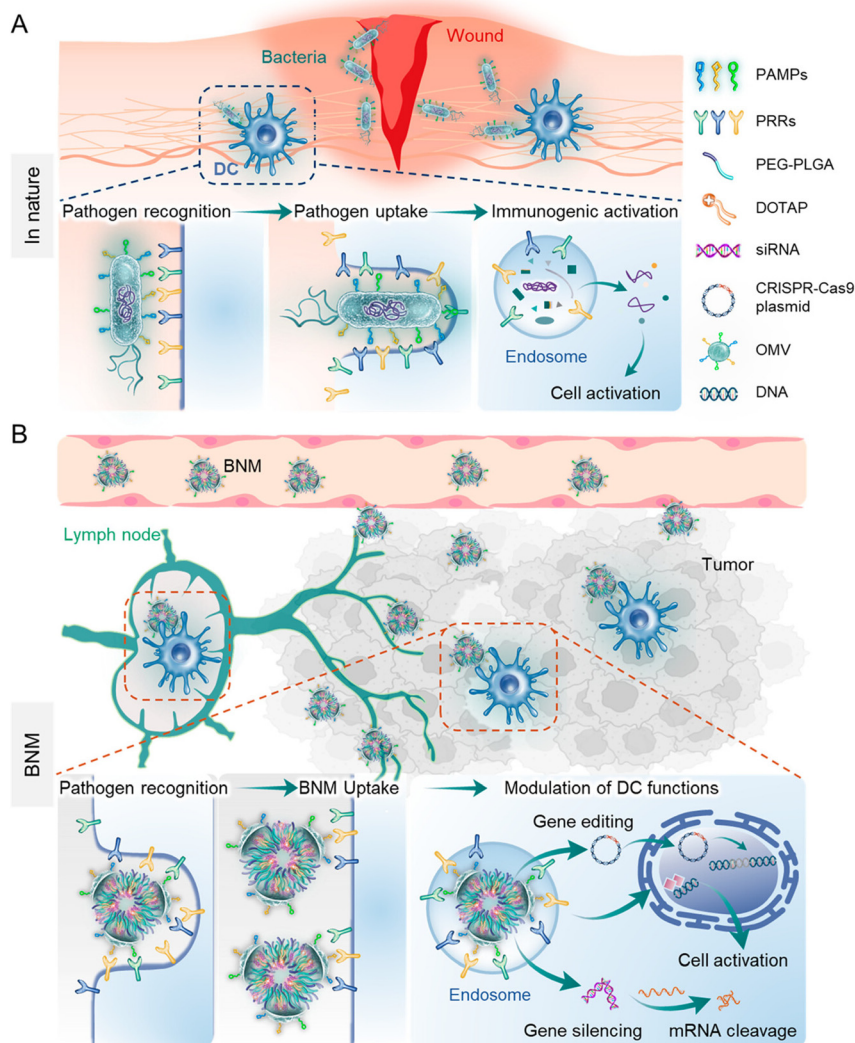 A
Bacteria
Wound
DC
In nature
Pathogen recognition
Pathogen uptake
Immunogenic activation
Endosome
Cell activation
PAMPs
PRRs
PEG-PLGA
DOTAP
siRNA
CRISPR-Cas9
plasmid
OMV
DNA
B
BNM
Lymph node
Tumor
BNM
Pathogen recognition
BNM Uptake
Modulation of DC functions
Gene editing
Endosome
Cell activation
Gene silencing
mRNA cleavage